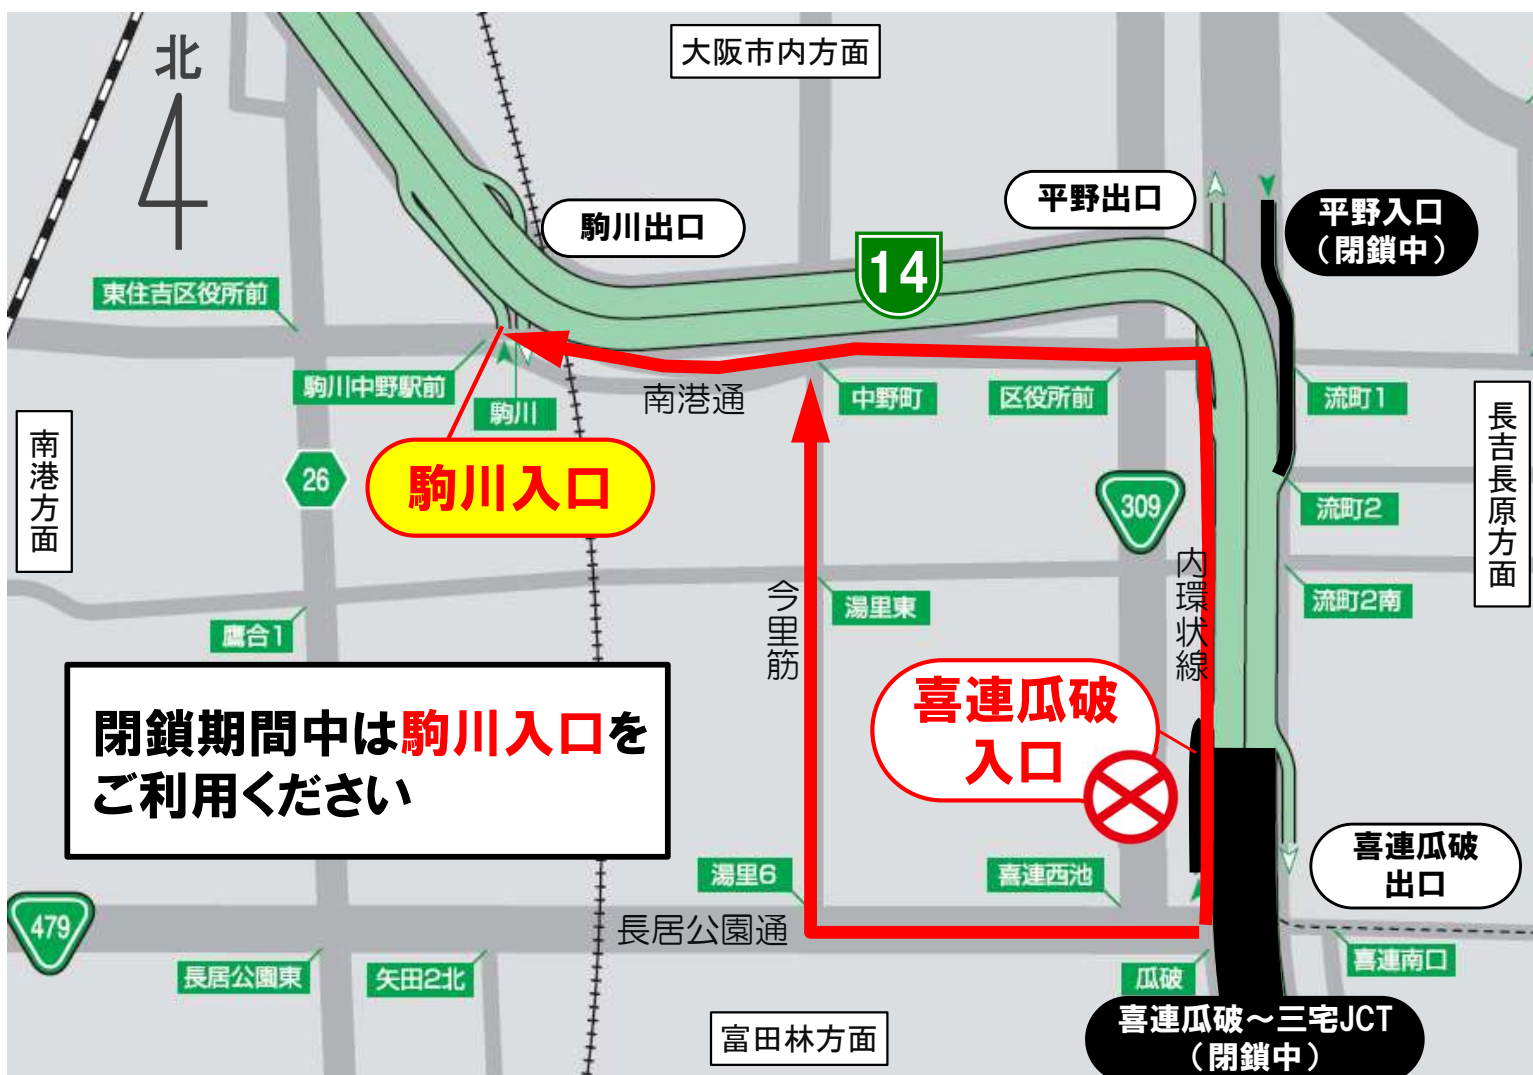 北
大阪市内方面
平野出口
平野入口
（閉鎖中）
駒川出口
14
東住吉区役所前
駒川中野駅前
駒川
南港通
中野町
区役所前
流町1
南港方面
26
駒川入口
309
流町2
長吉長原方面
内環状線
今里筋
湯里東
流町2南
鷹合1
閉鎖期間中は駒川入口を
ご利用ください
喜連瓜破
入口
喜連瓜破
出口
湯里6
喜連西池
479
長居公園通
長居公園東
矢田2北
瓜破
喜連南口
富田林方面
喜連瓜破～三宅JCT
（閉鎖中）